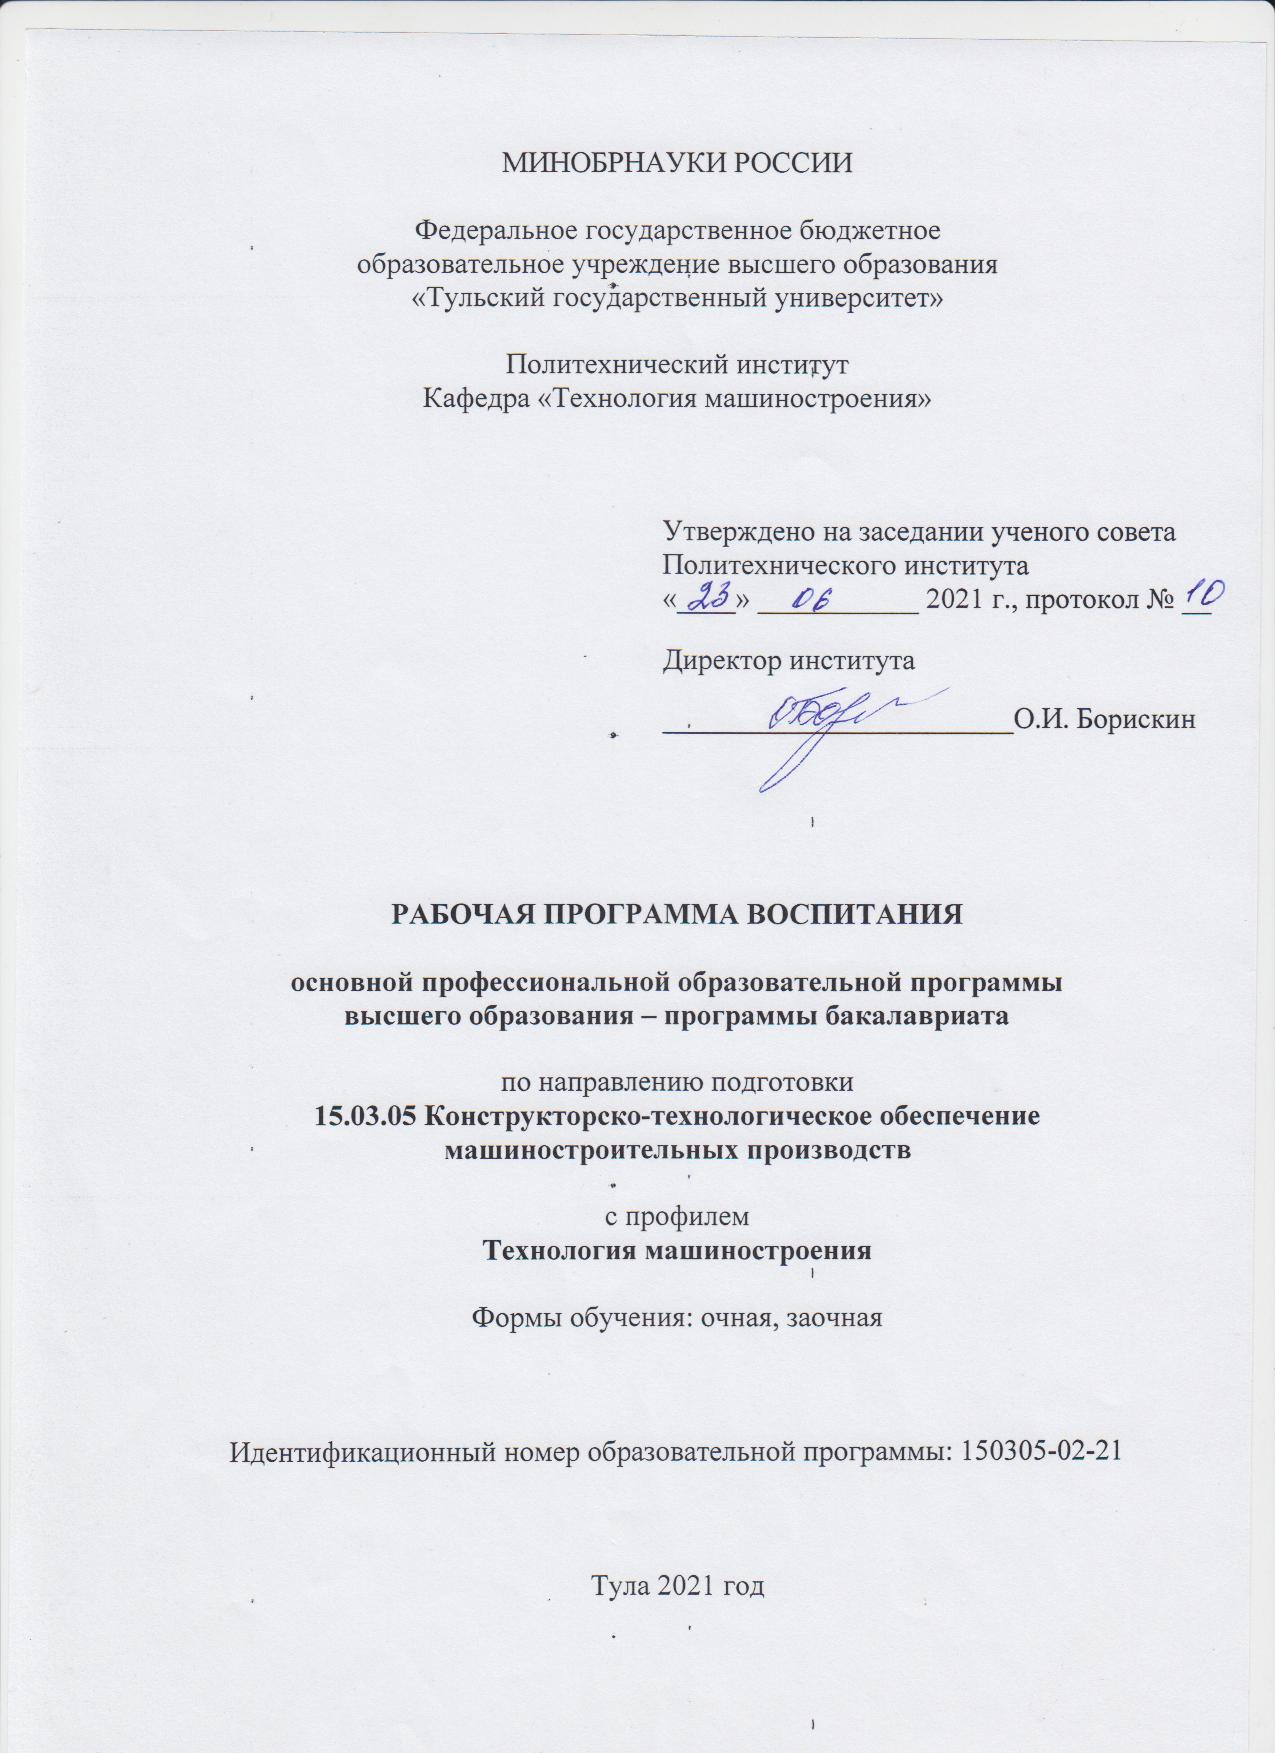 МИНОБРНАУКИ РОССИИ
Федеральное государственное бюджетное
образовательное учреждение высшего образования
«Тульский государственный университет»
Политехнический институт
Кафедра «Технология машиностроения»
Утверждено на заседании ученого совета
Политехнического института
«23» 06 2021 г., протокол № 10
Директор института
О.И. Борискин
РАБОЧАЯ ПРОГРАММА ВОСПИТАНИЯ
основной профессиональной образовательной программы
высшего образования – программы бакалавриата
по направлению подготовки
15.03.05 Конструкторско-технологическое обеспечение
машиностроительных производств
с профилем
Технология машиностроения
Формы обучения: очная, заочная
Идентификационный номер образовательной программы: 150305-02-21
Тула 2021 год